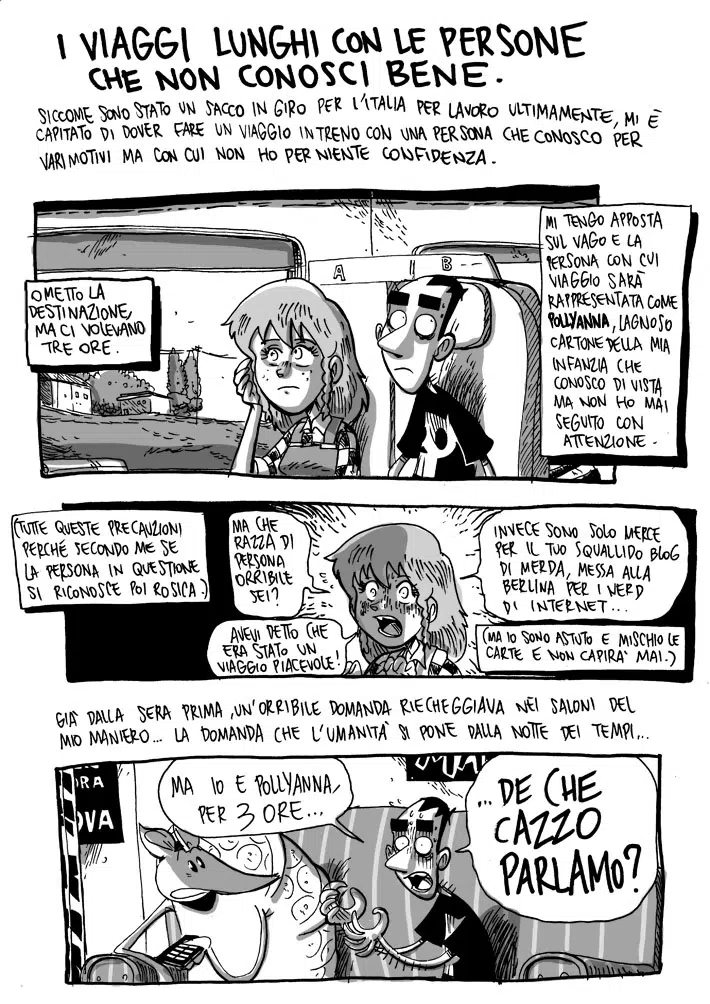 I VIAGGI LUNGHI CON LE PERSONE
CHE NON CONOSCI BENE.
SICCOME SONO STATO UN SACCO IN GIRO PER L'ITALIA PER LAVORO ULTIMAMENTE, MI È
CAPITATO DI DOVER FARE UN VIAGGIO IN TRENO CON UNA PERSONA CHE CONOSCO PER
VARI MOTIVI MA CON CUI NON HO PER NIENTE CONFIDENZA.
OMETTO LA
DESTINAZIONE,
MA CI VOLEVANO
TRE ORE.
A
B
MI TENGO APPOSTA
SUL VAGO E LA
PERSONA CON CUI
VIAGGIO SARÀ
RAPPRESENTATA COME
POLLYANNA, LAGNOSO
CARTONE DELLA MIA
INFANZIA CHE
CONOSCO DI VISTA
MA NON HO MAI
SEGUITO CON
ATTENZIONE.
(TUTTE QUESTE PRECAUZIONI
PERCHÉ SECONDO ME SE
LA PERSONA IN QUESTIONE
SI RICONOSCE POI ROSICA.)
MA CHE
RAZZA DI
PERSONA
ORRIBILE
SEI?
AVEVI DETTO CHE
ERA STATO UN
VIAGGIO PIACEVOLE!
INVECE SONO SOLO MERCE
PER IL TUO SQUALLIDO BLOG
DI MERDA, MESSA ALLA
BERLINA PER I NERD
DI INTERNET...
(MA IO SONO ASTUTO E MISCHIO LE
CARTE E NON CAPIRÀ MAI.)
GIÀ DALLA SERA PRIMA, UN'ORRIBILE DOMANDA RIECHEGGIAVA NEI SALONI DEL
MIO MANIERO... LA DOMANDA CHE L'UMANITÀ SI PONE DALLA NOTTE DEI TEMPI...
ORA
OVA
MA IO E POLLYANNA,
PER 3 ORE...
...DE CHE
CAZZO
PARLAMO?